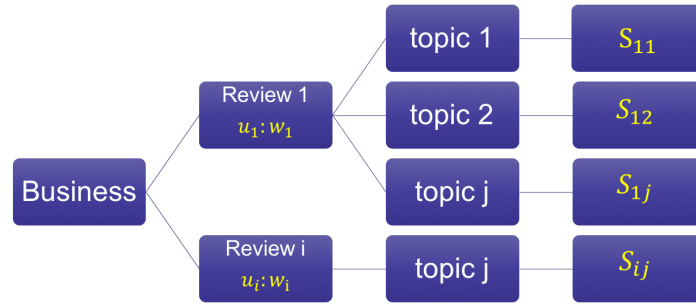 Business
Review 1
u₁:w₁
topic 1
S₁₁
topic 2
S₁₂
topic j
S₁ⱼ
Review i
uᵢ:wᵢ
topic j
Sᵢⱼ